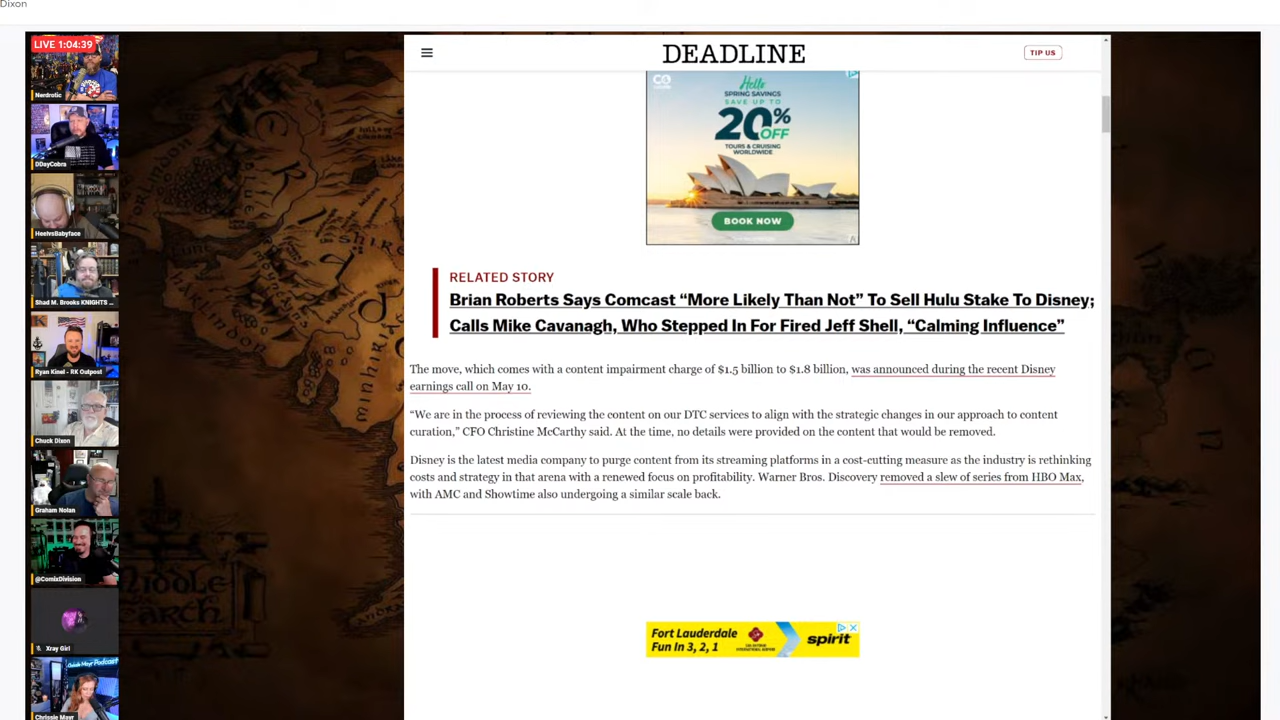 Dixon
LIVE 1:04:39
Nerdrotic
DDayCobra
HeelvsBabyface
Shad M. Brooks KNIGHTS ...
Ryan Kinel - RK Outpost
Chuck Dixon
Graham Nolan
@ComixDivision
Xray Girl
Chrissie Mayr
DEADLINE
TIP US
Hello
SPRING SAVINGS
SAVE UP TO
20% OFF
TOURS & CRUISING
WORLDWIDE
BOOK NOW
RELATED STORY
Brian Roberts Says Comcast “More Likely Than Not” To Sell Hulu Stake To Disney;
Calls Mike Cavanagh, Who Stepped In For Fired Jeff Shell, “Calming Influence”
The move, which comes with a content impairment charge of $1.5 billion to $1.8 billion, was announced during the recent Disney
earnings call on May 10.
“We are in the process of reviewing the content on our DTC services to align with the strategic changes in our approach to content
curation,” CFO Christine McCarthy said. At the time, no details were provided on the content that would be removed.
Disney is the latest media company to purge content from its streaming platforms in a cost-cutting measure as the industry is rethinking
costs and strategy in that arena with a renewed focus on profitability. Warner Bros. Discovery removed a slew of series from HBO Max,
with AMC and Showtime also undergoing a similar scale back.
Fort Lauderdale
Fun In 3, 2, 1
spirit
Middle
Earth